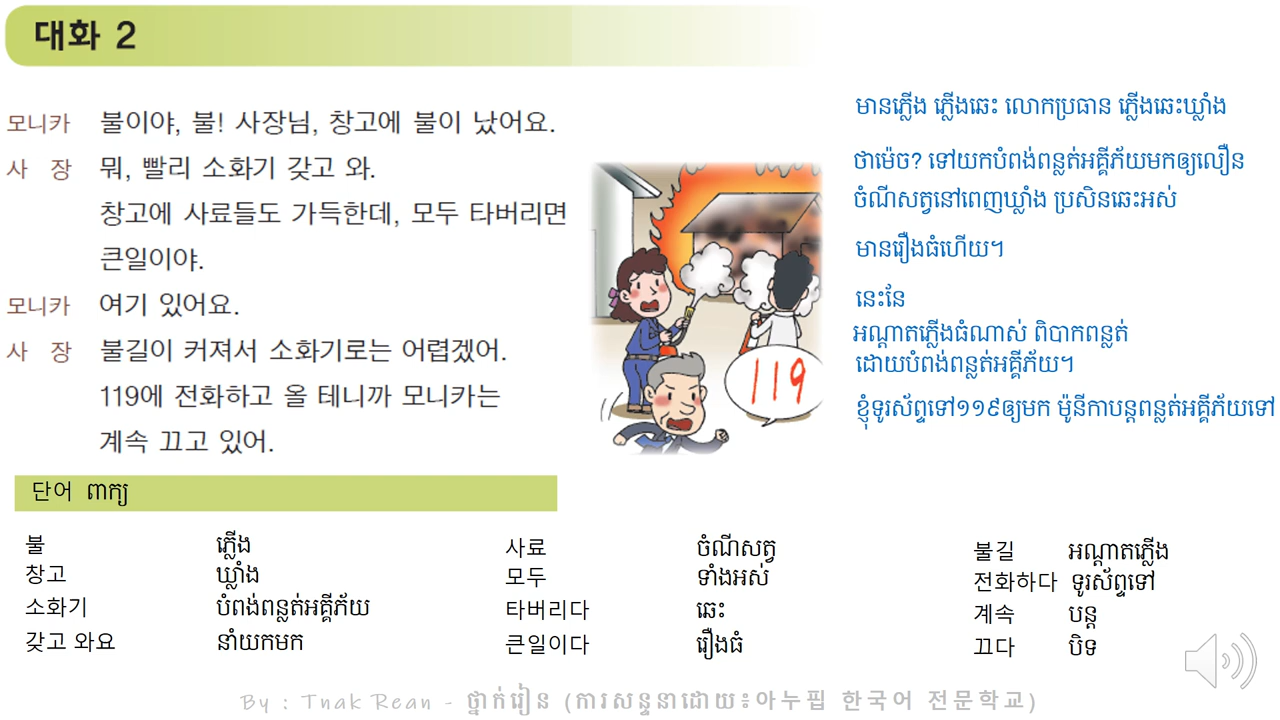 대화 2
모니카 불이야, 불! 사장님, 창고에 불이 났어요.
사 장 뭐, 빨리 소화기 갖고 와.
창고에 사료들도 가득한데, 모두 타버리면
큰일이야.
모니카 여기 있어요.
사 장 불길이 커져서 소화기로는 어렵겠어.
119에 전화하고 올 테니까 모니카는
계속 끄고 있어.
119
មានភ្លើង ភ្លើងឆេះ លោកប្រធាន ភ្លើងឆេះឃ្លាំង
ថាម៉េច? ទៅយកបំពង់ពន្លត់អគ្គីភ័យមកឲ្យលឿន
ចំណីសត្វនៅពេញឃ្លាំង ប្រសិនឆេះអស់
មានរឿងធំហើយ។
នេះនែ
អណ្តាតភ្លើងធំណាស់ ពិបាកពន្លត់
ដោយបំពង់ពន្លត់អគ្គីភ័យ។
ខ្ញុំទូរស័ព្ទទៅ១១៩ឲ្យមក ម៉ូនីកាបន្តពន្លត់អគ្គីភ័យទៅ
단어 ពាក្យ
불 ភ្លើង
창고 ឃ្លាំង
소화기 បំពង់ពន្លត់អគ្គីភ័យ
갖고 와요 នាំយកមក
사료 ចំណីសត្វ
모두 ទាំងអស់
타버리다 ឆេះ
큰일이다 រឿងធំ
불길 អណ្តាតភ្លើង
전화하다 ទូរស័ព្ទទៅ
계속 បន្ត
끄다 បិទ
By : Tnak Rean - ថ្នាក់រៀន (ការសន្ទនាដោយ៖아누핍 한국어 전문학교)